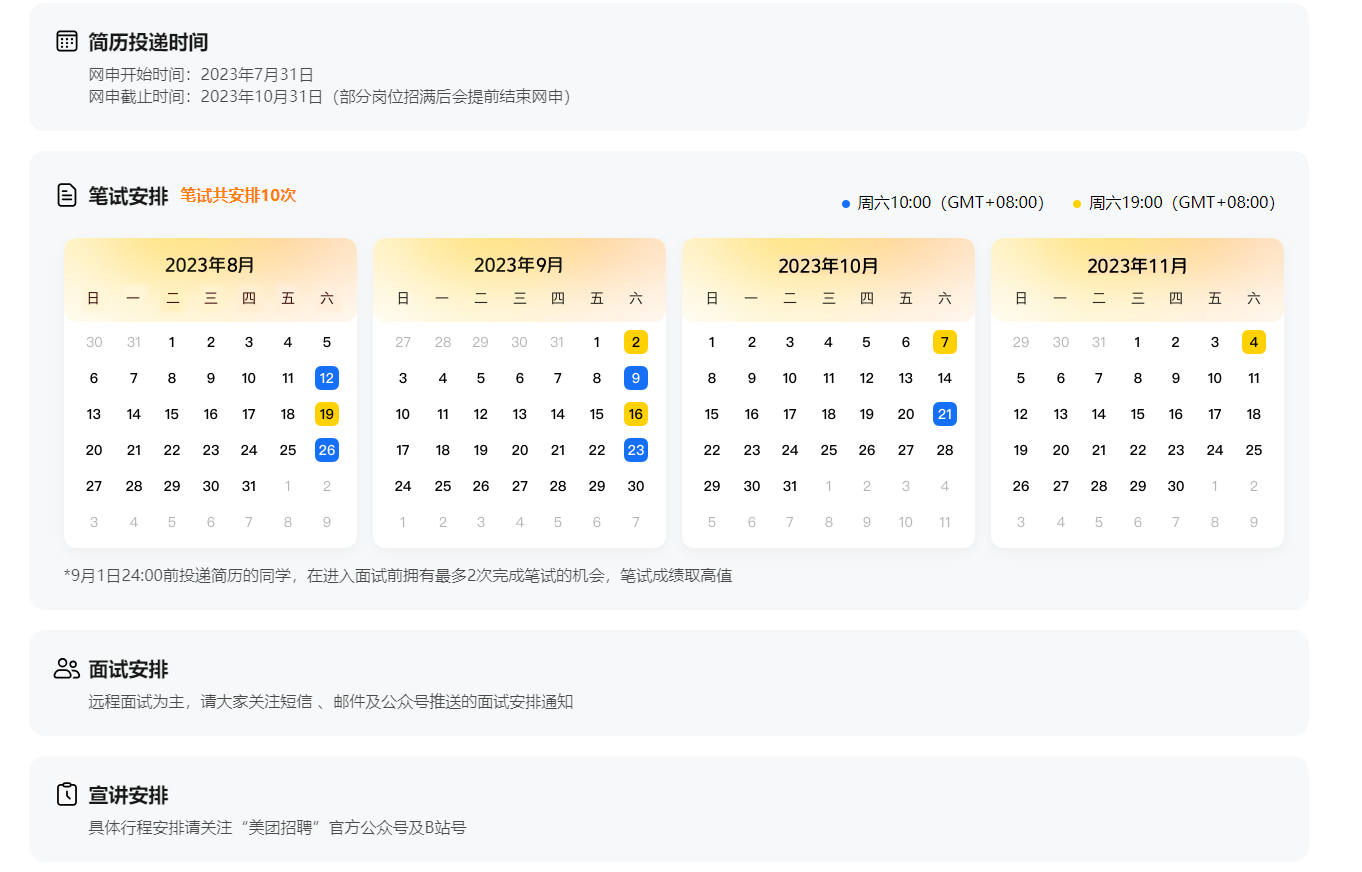 简历投递时间
网申开始时间：2023年7月31日
网申截止时间：2023年10月31日（部分岗位招满后会提前结束网申）
笔试安排 笔试共安排10次
周六10:00（GMT+08:00） 周六19:00（GMT+08:00）
2023年8月
日 一 二 三 四 五 六
30 31 1 2 3 4 5
6 7 8 9 10 11 12
13 14 15 16 17 18 19
20 21 22 23 24 25 26
27 28 29 30 31 1 2
3 4 5 6 7 8 9
2023年9月
日 一 二 三 四 五 六
27 28 29 30 31 1 2
3 4 5 6 7 8 9
10 11 12 13 14 15 16
17 18 19 20 21 22 23
24 25 26 27 28 29 30
1 2 3 4 5 6 7
2023年10月
日 一 二 三 四 五 六
1 2 3 4 5 6 7
8 9 10 11 12 13 14
15 16 17 18 19 20 21
22 23 24 25 26 27 28
29 30 31 1 2 3 4
5 6 7 8 9 10 11
2023年11月
日 一 二 三 四 五 六
29 30 31 1 2 3 4
5 6 7 8 9 10 11
12 13 14 15 16 17 18
19 20 21 22 23 24 25
26 27 28 29 30 1 2
3 4 5 6 7 8 9
*9月1日24:00前投递简历的同学，在进入面试前拥有最多2次完成笔试的机会，笔试成绩取高值
面试安排
远程面试为主，请大家关注短信 、邮件及公众号推送的面试安排通知
宣讲安排
具体行程安排请关注“美团招聘”官方公众号及B站号